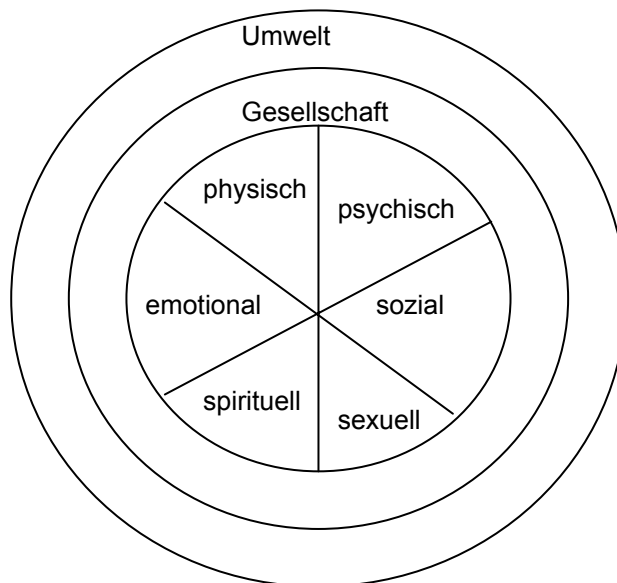 Umwelt
Gesellschaft
physisch
psychisch
emotional
sozial
spirituell
sexuell